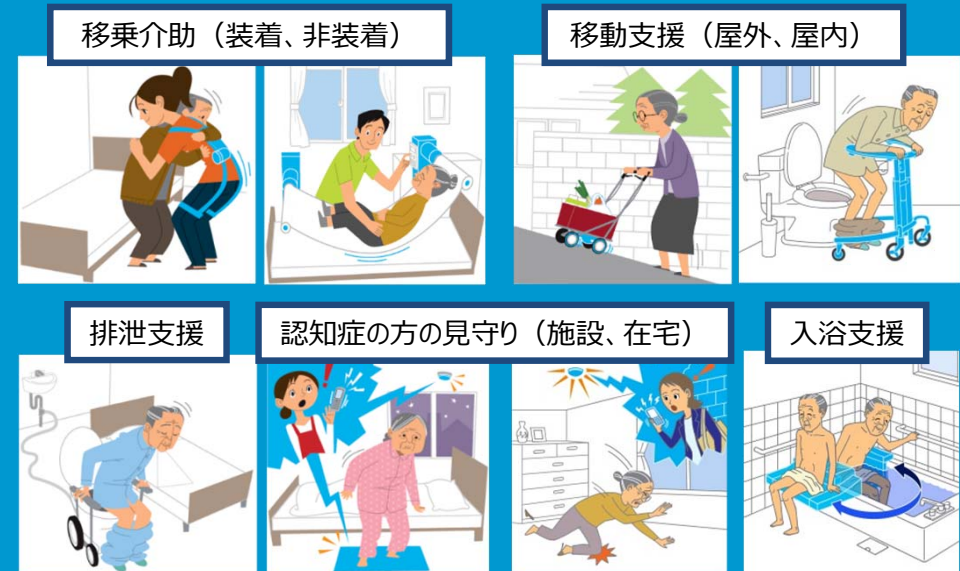 移乗介助（装着、非装着）
移動支援（屋外、屋内）
排泄支援
認知症の方の見守り（施設、在宅）
入浴支援